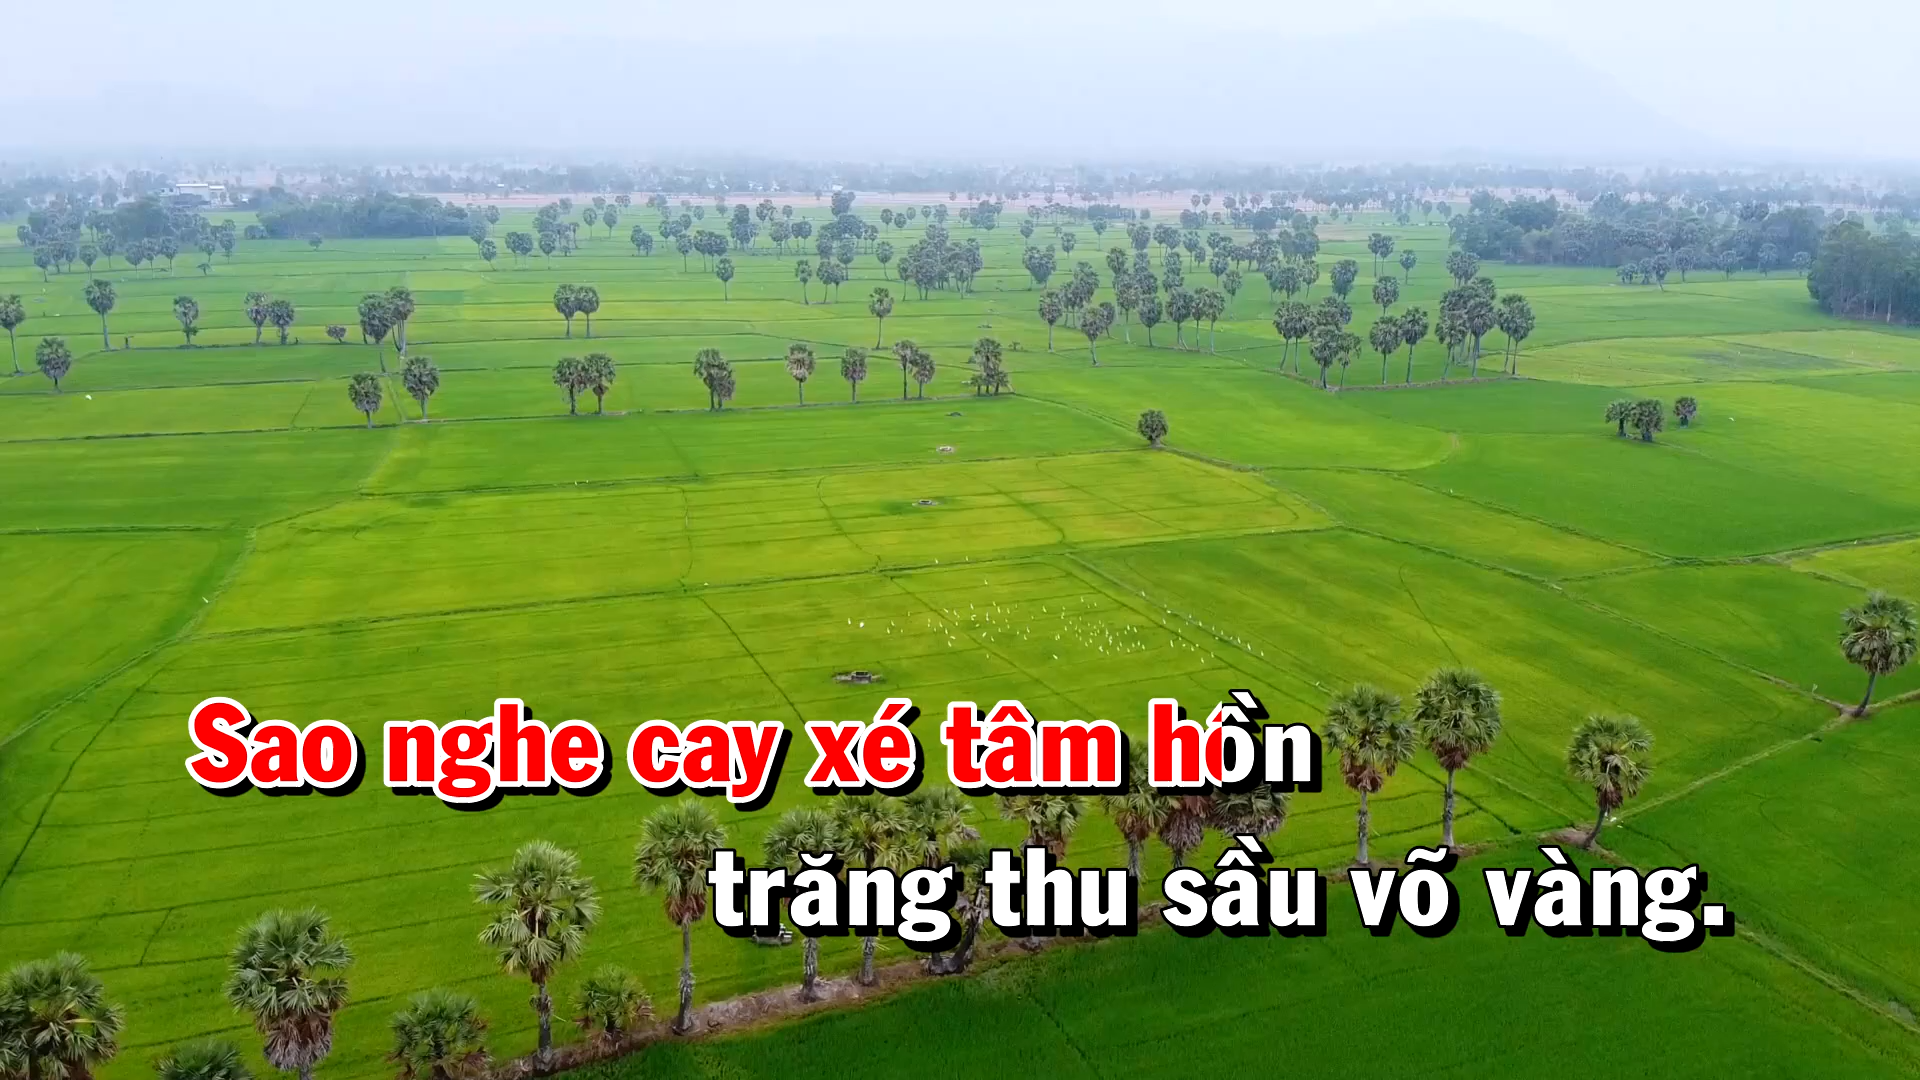 Sao nghe cay xé tâm hồn
trăng thu sầu võ vàng.